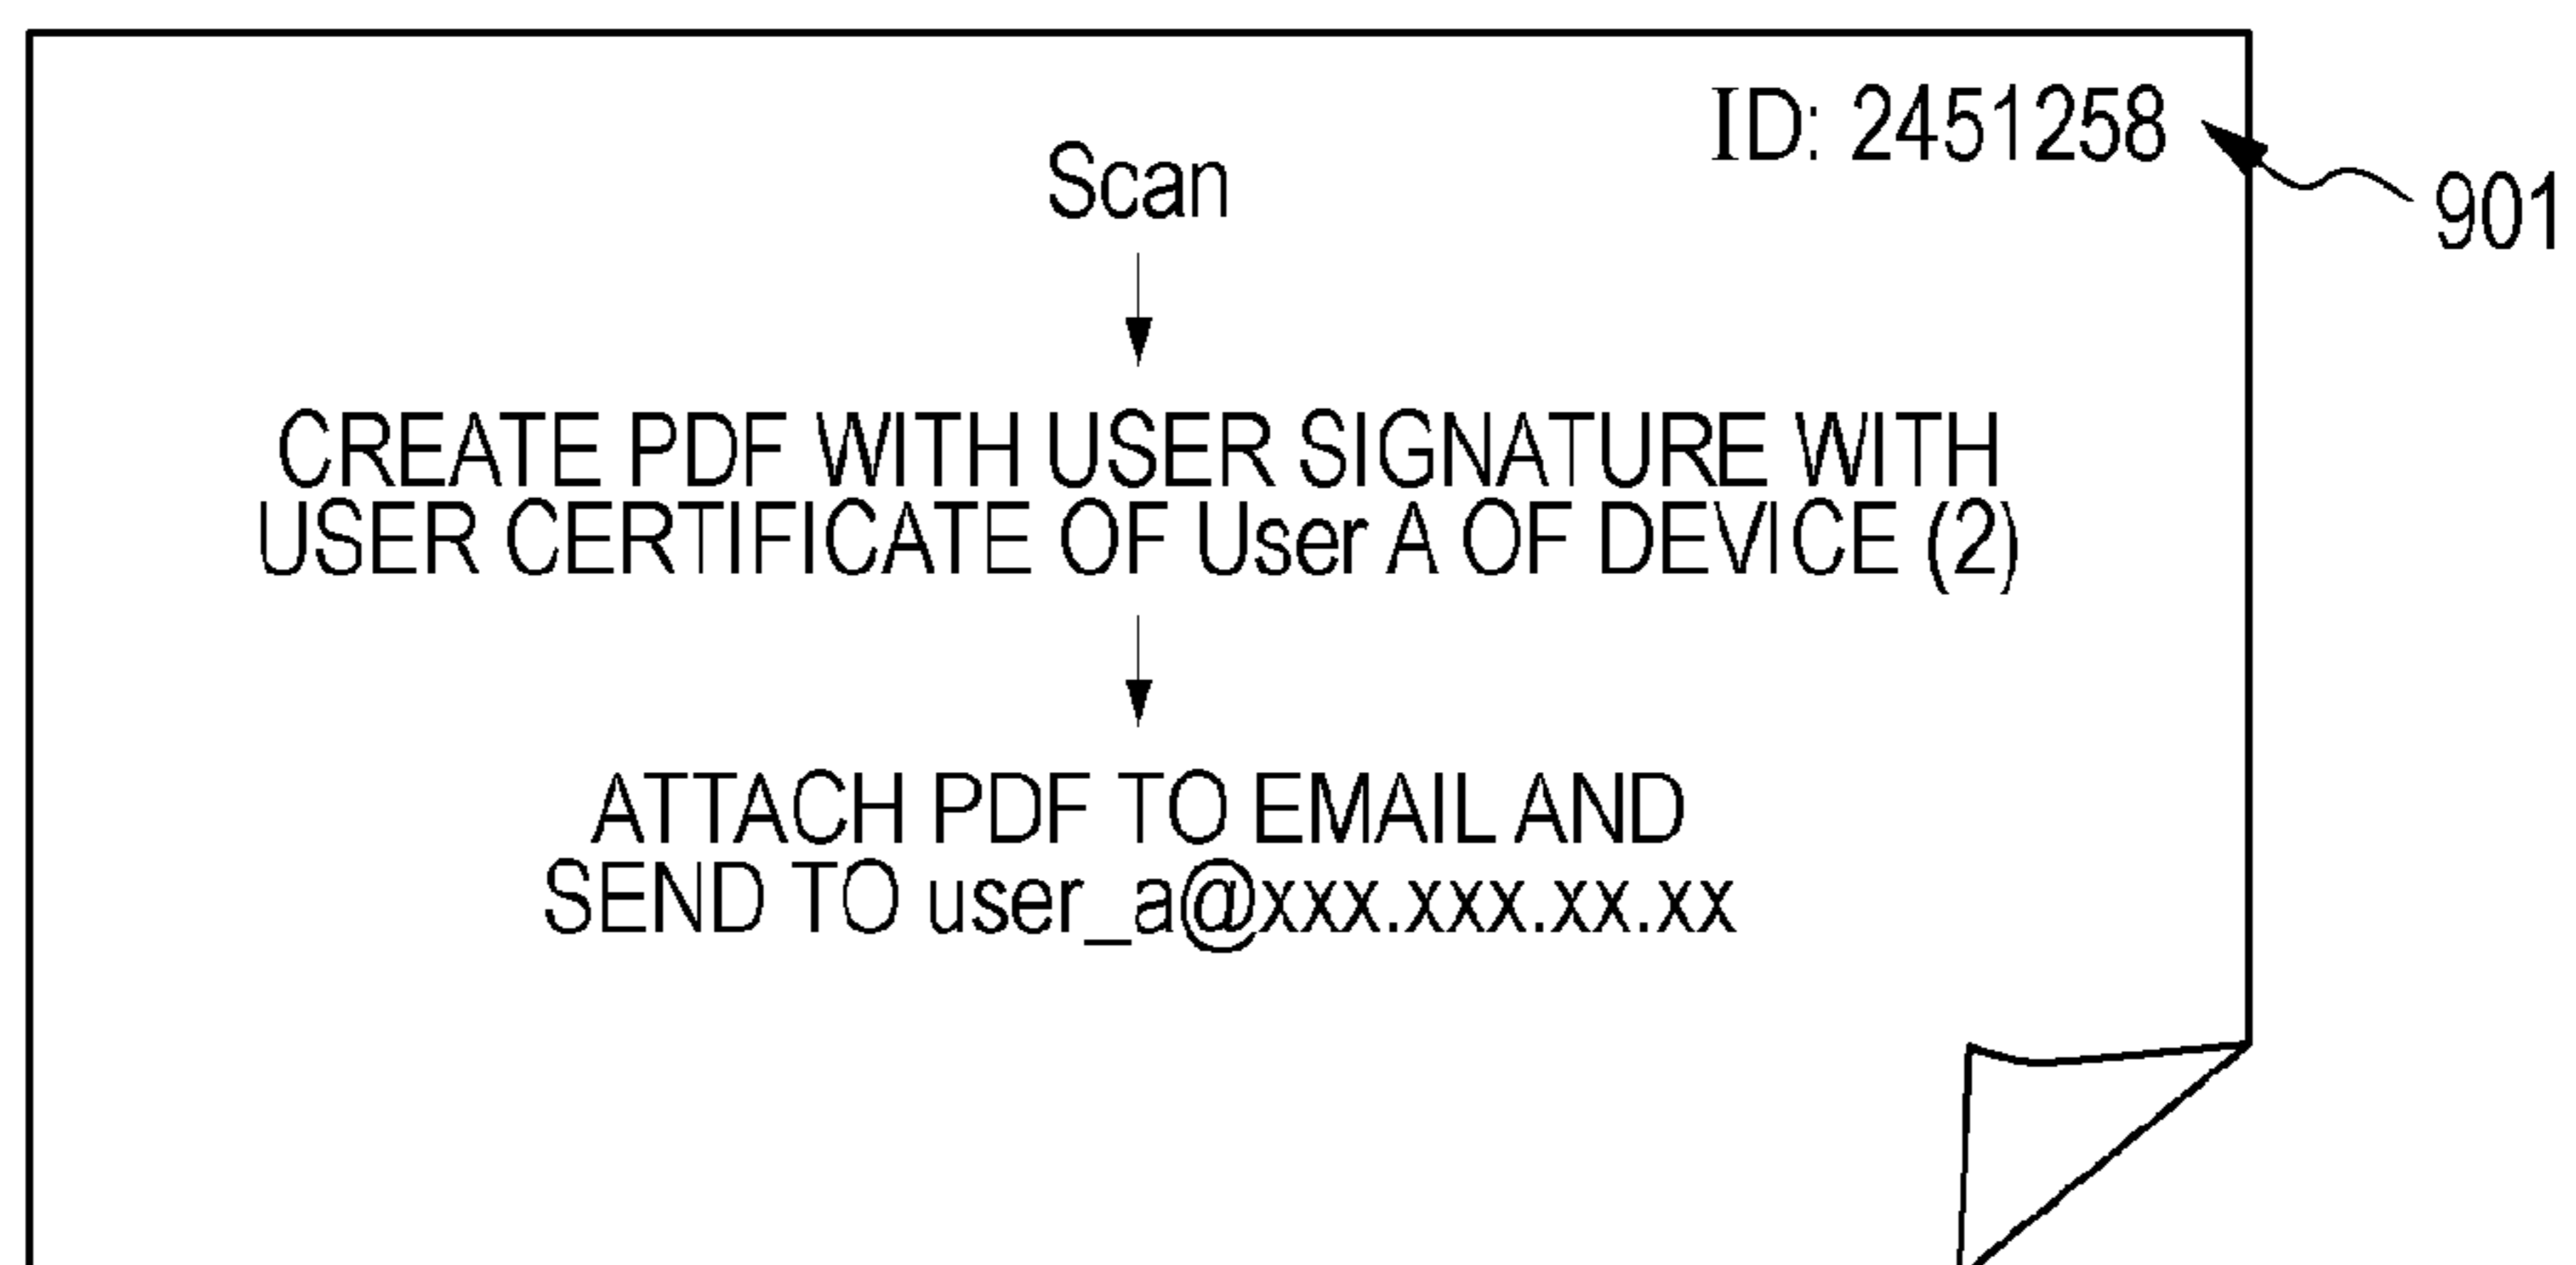 ID: 2451258
901
Scan
CREATE PDF WITH USER SIGNATURE WITH
USER CERTIFICATE OF User A OF DEVICE (2)
ATTACH PDF TO EMAIL AND
SEND TO user_a@xxx.xxx.xx.xx